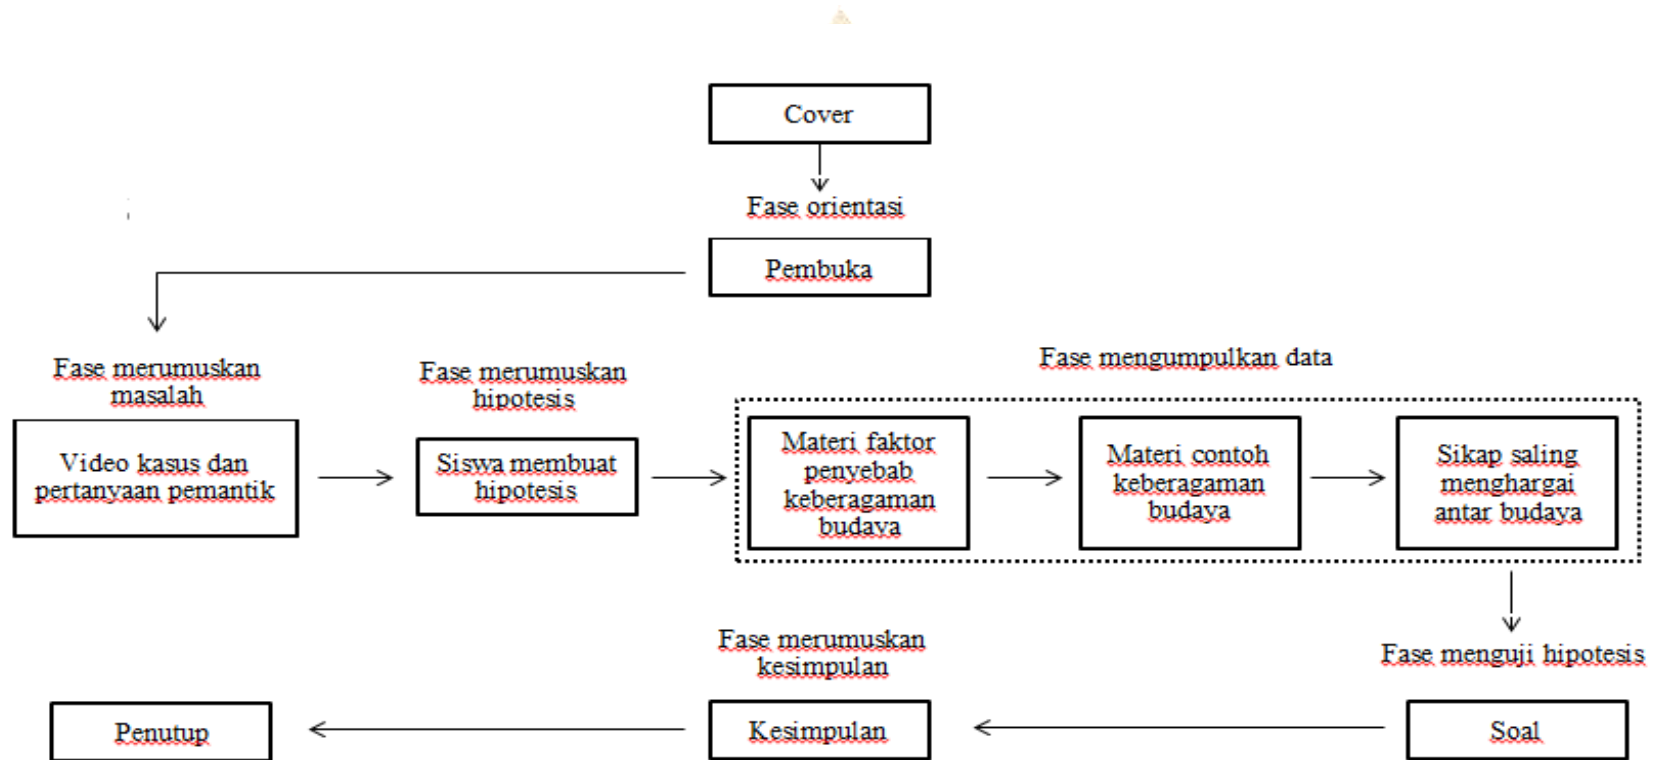 Cover
Fase orientasi
Pembuka
Fase merumuskan
masalah
Video kasus dan
pertanyaan pemantik
Fase merumuskan
hipotesis
Siswa membuat
hipotesis
Fase mengumpulkan data
Materi faktor
penyebab
keberagaman
budaya
Materi contoh
keberagaman
budaya
Sikap saling
menghargai
antar budaya
Fase menguji hipotesis
Soal
Fase merumuskan
kesimpulan
Kesimpulan
Penutup